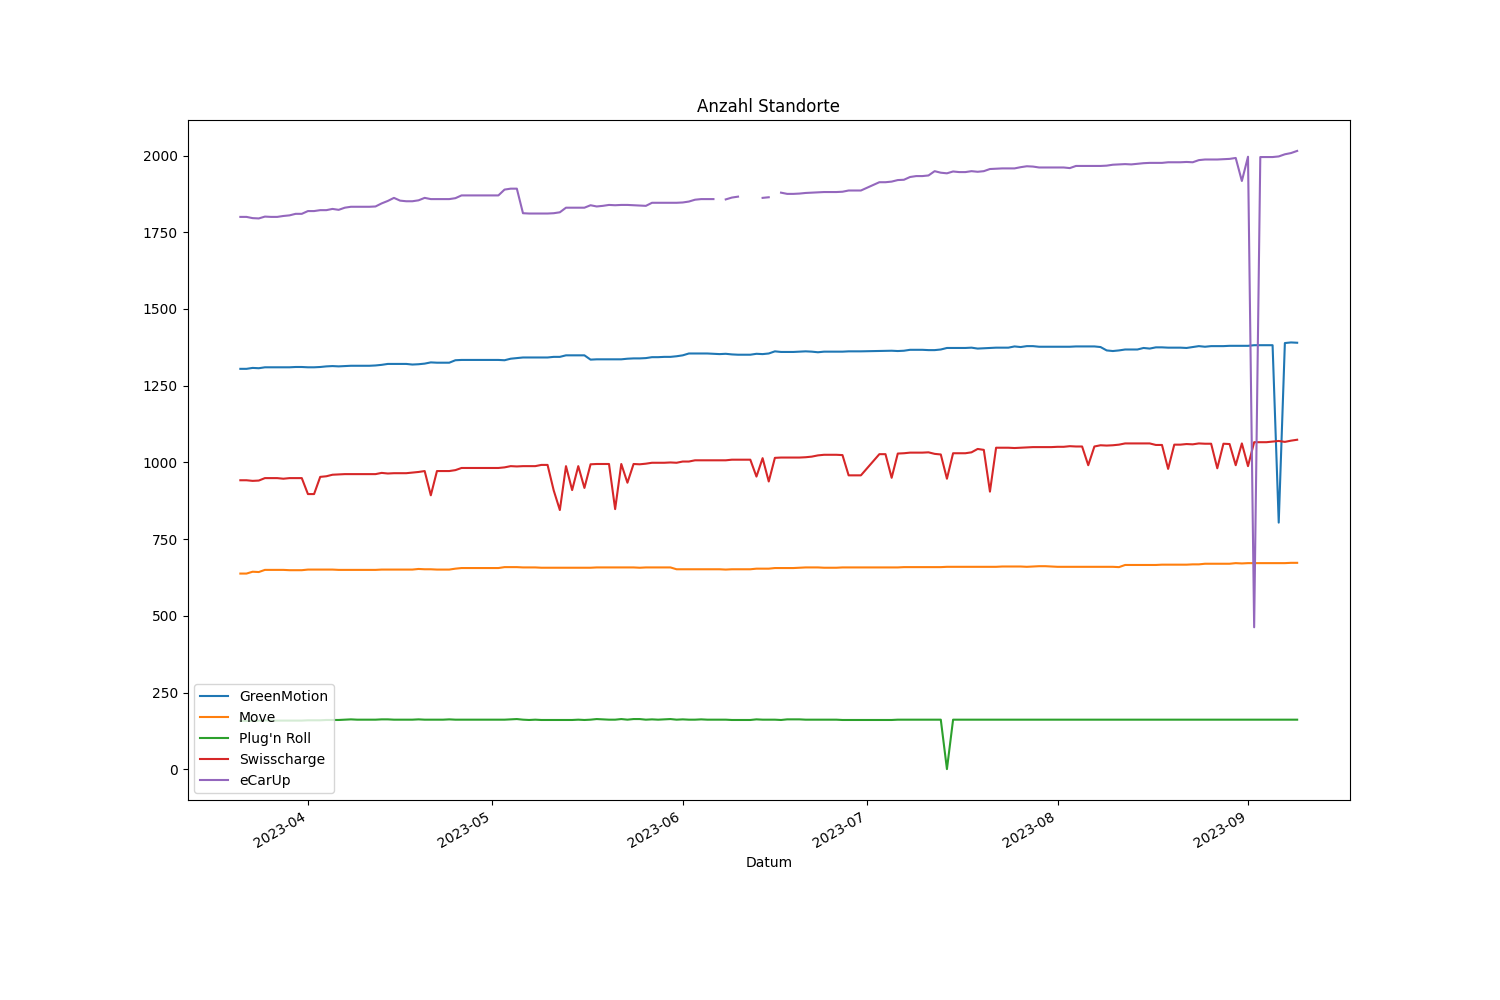 Anzahl Standorte
2000
1750
1500
1250
1000
750
500
250
0
GreenMotion
Move
Plug'n Roll
Swisscharge
eCarUp
2023-04
2023-05
2023-06
2023-07
2023-08
2023-09
Datum